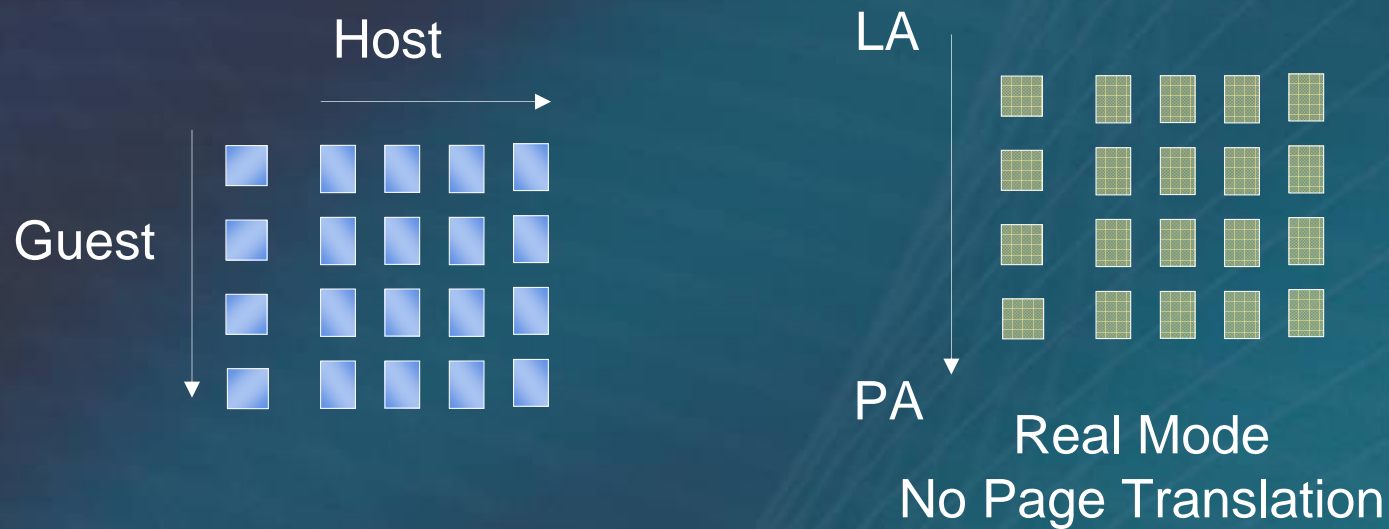 Host
Guest
LA
PA
Real Mode
No Page Translation